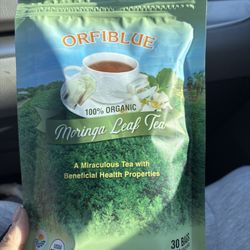 ORFIBLUE
100% ORGANIC
Moringa Leaf Tea
A Miraculous Tea with
Beneficial Health Properties
30 BAGS